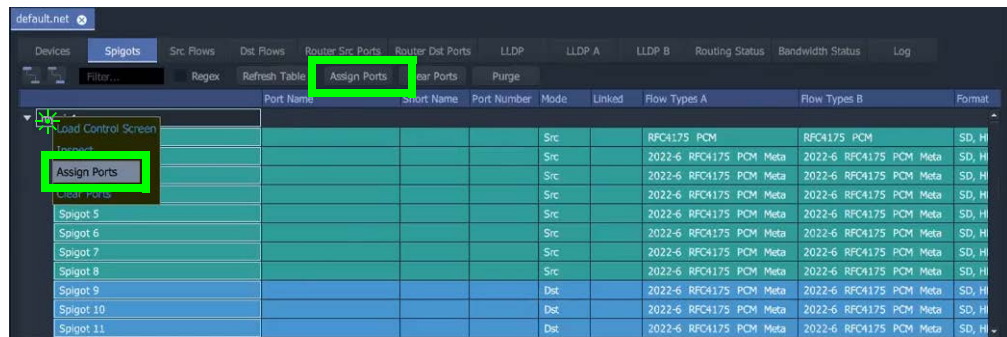 default.net
Devices Spigots Src Flows Dst Flows Router Src Ports Router Dst Ports LLDP LLDP A LLDP B Routing Status Bandwidth Status Log
Filter... Regex Refresh Table Assign Ports Clear Ports Purge
Port Name Short Name Port Number Mode Linked Flow Types A Flow Types B Format
Load Control Screen
Src RFC4175 PCM RFC4175 PCM SD, H
Inspect
Src 2022-6 RFC4175 PCM Meta 2022-6 RFC4175 PCM Meta SD, H
Assign Ports Src 2022-6 RFC4175 PCM Meta 2022-6 RFC4175 PCM Meta SD, H
Clear Ports Src 2022-6 RFC4175 PCM Meta 2022-6 RFC4175 PCM Meta SD, H
Spigot 5 Src 2022-6 RFC4175 PCM Meta 2022-6 RFC4175 PCM Meta SD, H
Spigot 6 Src 2022-6 RFC4175 PCM Meta 2022-6 RFC4175 PCM Meta SD, H
Spigot 7 Src 2022-6 RFC4175 PCM Meta 2022-6 RFC4175 PCM Meta SD, H
Spigot 8 Src 2022-6 RFC4175 PCM Meta 2022-6 RFC4175 PCM Meta SD, H
Spigot 9 Dst 2022-6 RFC4175 PCM Meta 2022-6 RFC4175 PCM Meta SD, H
Spigot 10 Dst 2022-6 RFC4175 PCM Meta 2022-6 RFC4175 PCM Meta SD, H
Spigot 11 Dst 2022-6 RFC4175 PCM Meta 2022-6 RFC4175 PCM Meta SD, H